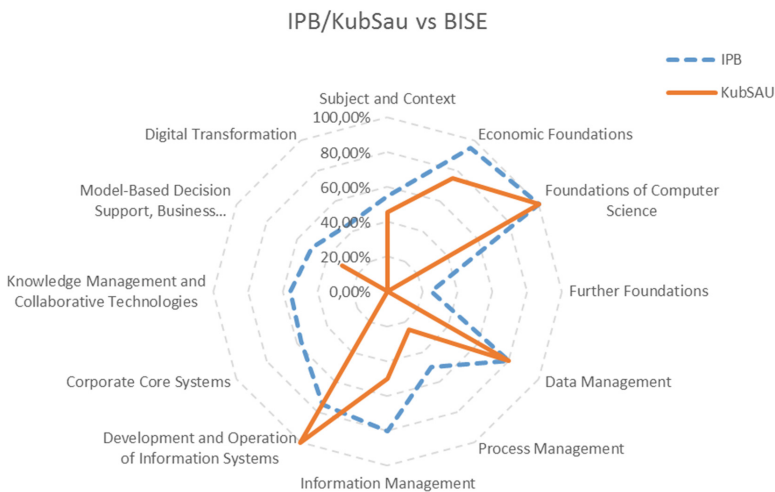 IPB/KubSau vs BISE
IPB
KubSAU
Subject and Context
100,00%
Digital Transformation
Economic Foundations
80,00%
Model-Based Decision
Support, Business...
60,00%
Foundations of Computer
Science
40,00%
20,00%
Knowledge Management and
Collaborative Technologies
0,00%
Further Foundations
Corporate Core Systems
Data Management
Development and Operation
of Information Systems
Process Management
Information Management